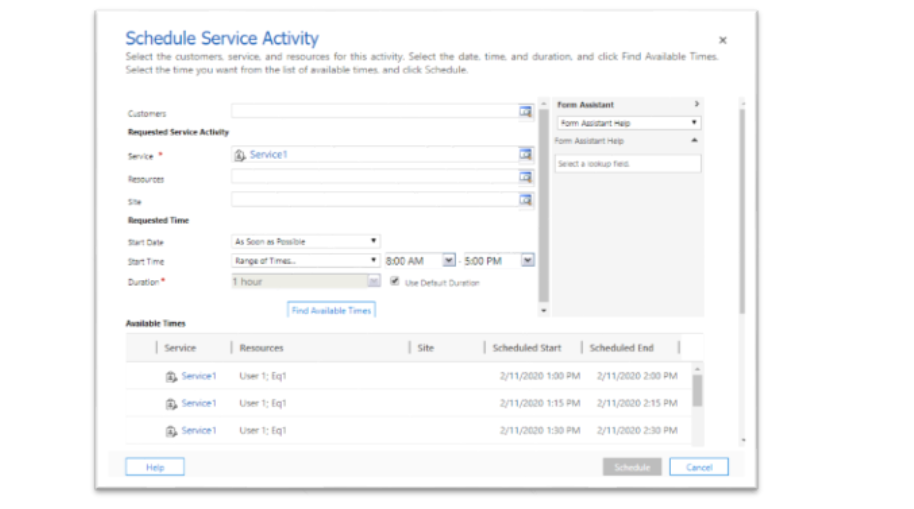 Schedule Service Activity
Select the customers, service, and resources for this activity. Select the date, time, and duration, and click Find Available Times.
Select the time you want from the list of available times, and click Schedule.
Customers
Requested Service Activity
Service * Service1
Resources
Site
Requested Time
Start Date As Soon as Possible
Start Time Range of Times... 8:00 AM - 5:00 PM
Duration * 1 hour Use Default Duration
Find Available Times
Form Assistant
Form Assistant Help
Form Assistant Help
Select a lookup field.
Available Times
Service Resources Site Scheduled Start Scheduled End
Service1 User 1; Eq1 2/11/2020 1:00 PM 2/11/2020 2:00 PM
Service1 User 1; Eq1 2/11/2020 1:15 PM 2/11/2020 2:15 PM
Service1 User 1; Eq1 2/11/2020 1:30 PM 2/11/2020 2:30 PM
Help Schedule Cancel